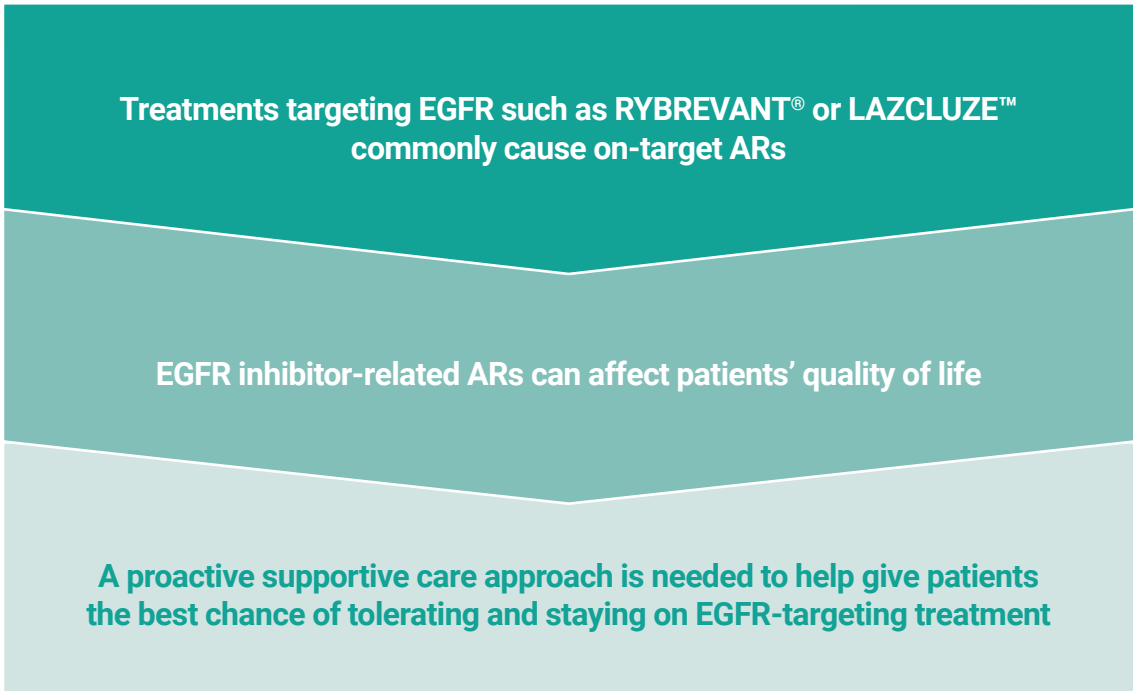 Treatments targeting EGFR such as RYBREVANT® or LAZCLUZE™
commonly cause on-target ARs
EGFR inhibitor-related ARs can affect patients’ quality of life
A proactive supportive care approach is needed to help give patients
the best chance of tolerating and staying on EGFR-targeting treatment